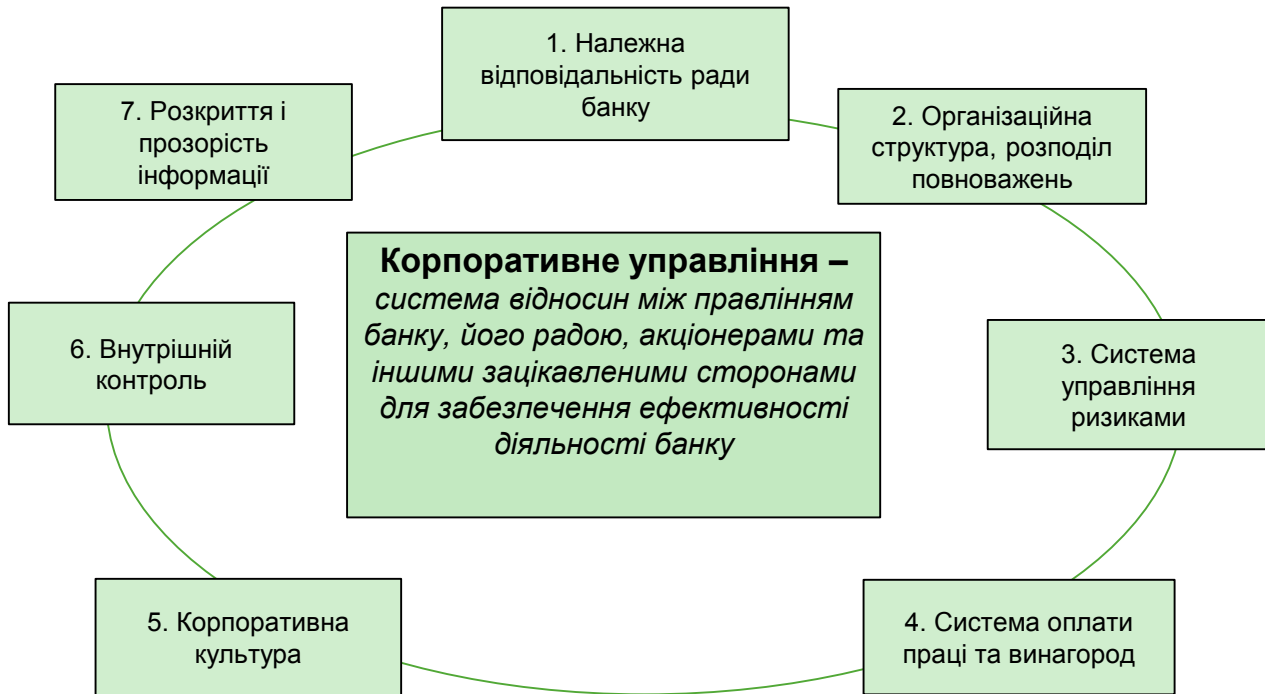 1. Належна
відповідальність ради
банку
2. Організаційна
структура, розподіл
повноважень
3. Система
управління
ризиками
4. Система оплати
праці та винагород
5. Корпоративна
культура
6. Внутрішній
контроль
7. Розкриття і
прозорість
інформації
Корпоративне управління –
система відносин між правлінням
банку, його радою, акціонерами та
іншими зацікавленими сторонами
для забезпечення ефективності
діяльності банку